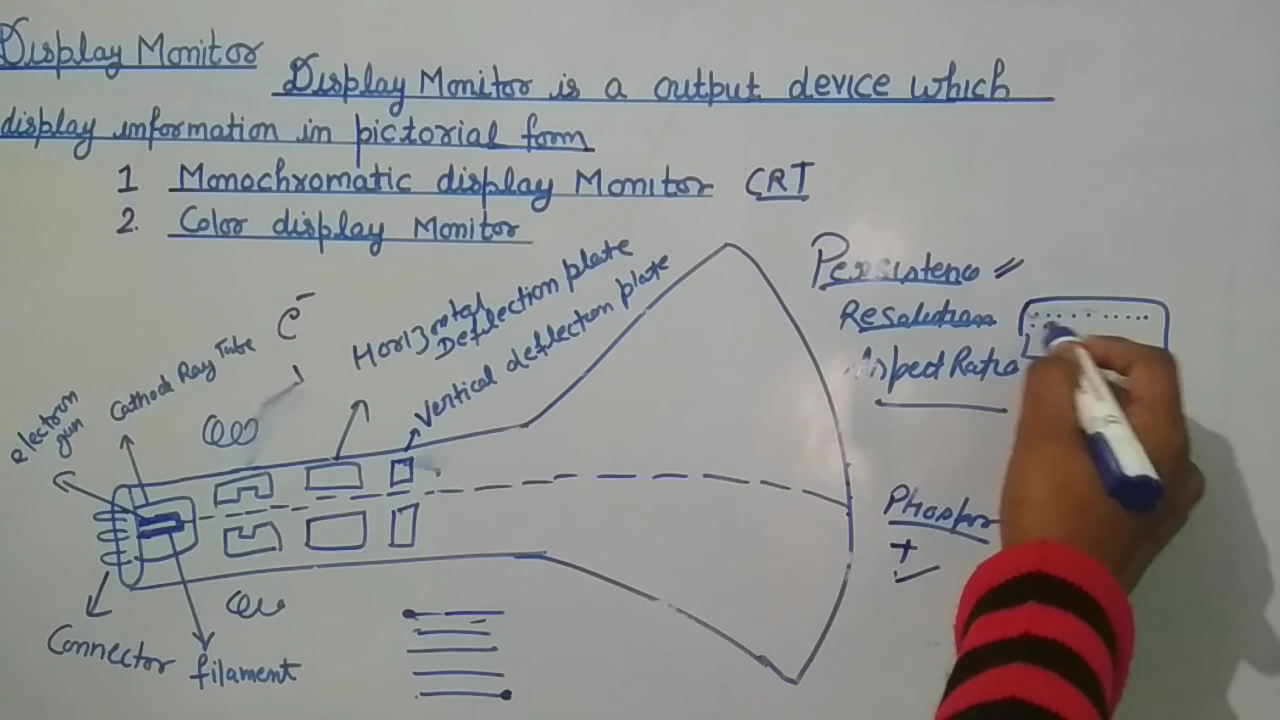 Display Monitor
Display Monitor is a output device which
display information in pictorial form
1 Monochromatic display Monitor CRT
2. Color display Monitor
Persistence
Resolution
Aspect Ratio
Phosphor
+
e-
Horizontal
Deflection plate
Vertical deflection plate
Cathod Ray Tube
electron
gun
Connector
filament